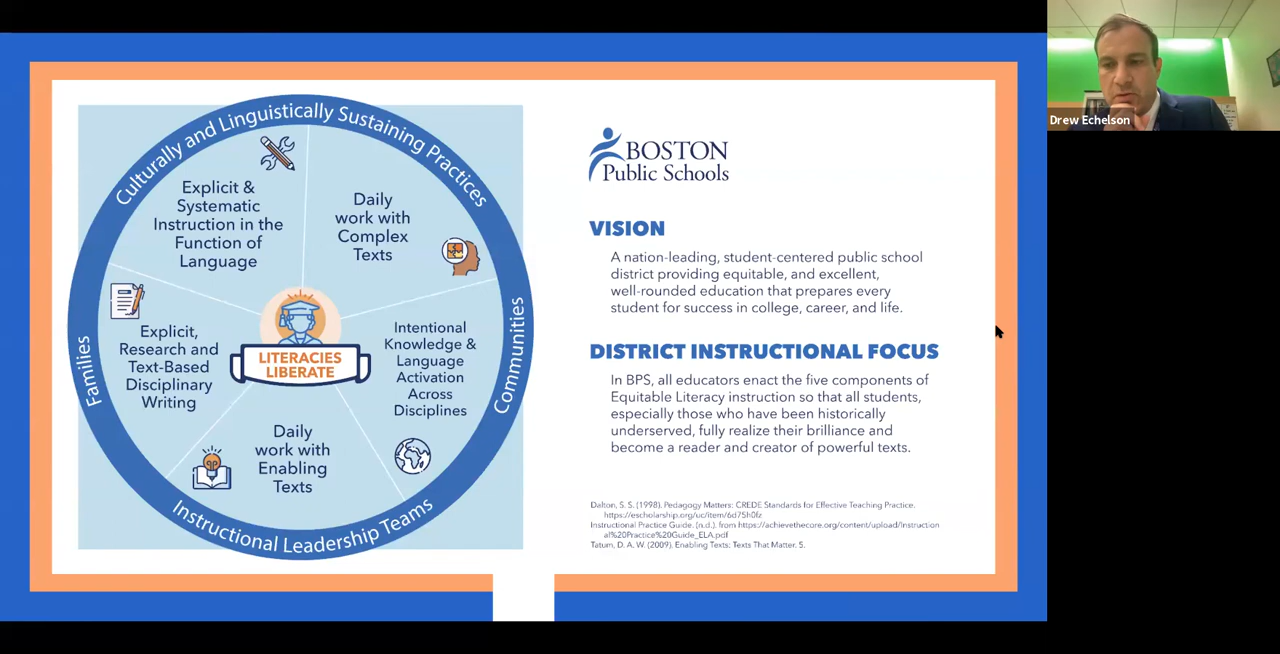 Culturally and Linguistically Sustaining Practices
Explicit &
Systematic
Instruction in the
Function of
Language
Daily
work with
Complex
Texts
Families
Explicit,
Research and
Text-Based
Disciplinary
Writing
LITERACIES
LIBERATE
Intentional
Knowledge &
Language
Activation
Across
Disciplines
Communities
Daily
work with
Enabling
Texts
Instructional Leadership Teams
BOSTON
Public Schools
VISION
A nation-leading, student-centered public school
district providing equitable, and excellent,
well-rounded education that prepares every
student for success in college, career, and life.
DISTRICT INSTRUCTIONAL FOCUS
In BPS, all educators enact the five components of
Equitable Literacy instruction so that all students,
especially those who have been historically
underserved, fully realize their brilliance and
become a reader and creator of powerful texts.
Dalton, S. S. (1998). Pedagogy Matters: CREDE Standards for Effective Teaching Practice.
https://escholarship.org/uc/item/6d75h0fz
Instructional Practice Guide. (n.d.). from https://achievethecore.org/content/upload/Instruction
al%20Practice%20Guide_ELA.pdf
Tatum, D. A. W. (2009). Enabling Texts: Texts That Matter. 5.
Drew Echelson